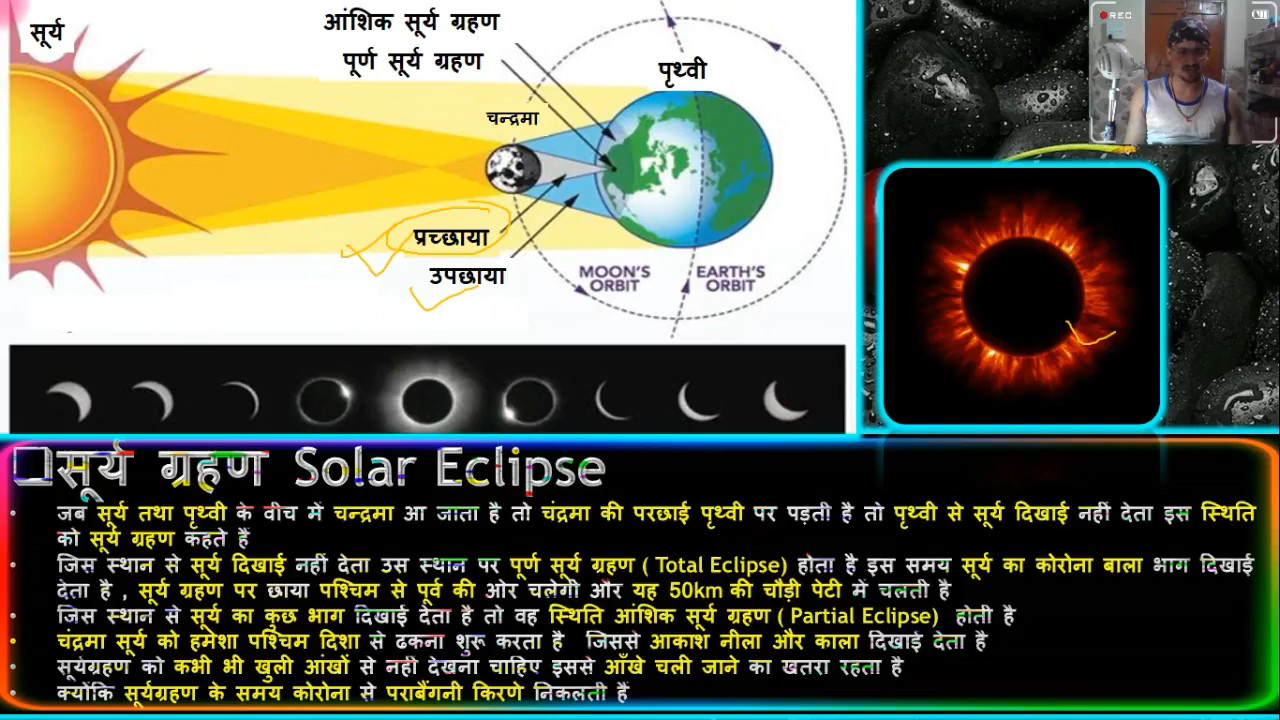 सूर्य
आंशिक सूर्य ग्रहण
पूर्ण सूर्य ग्रहण
पृथ्वी
चन्द्रमा
प्रच्छाया
उपछाया
MOON'S
ORBIT
EARTH'S
ORBIT
REC
सूर्य ग्रहण Solar Eclipse
जब सूर्य तथा पृथ्वी के वीच में चन्द्रमा आ जाता है तो चंद्रमा की परछाई पृथ्वी पर पड़ती है तो पृथ्वी से सूर्य दिखाई नहीं देता इस स्थिति
को सूर्य ग्रहण कहते हैं
जिस स्थान से सूर्य दिखाई नहीं देता उस स्थान पर पूर्ण सूर्य ग्रहण ( Total Eclipse) होता है इस समय सूर्य का कोरोना बाला भाग दिखाई
देता है , सूर्य ग्रहण पर छाया पश्चिम से पूर्व की ओर चलेगी और यह 50km की चौड़ी पेटी में चलती है
जिस स्थान से सूर्य का कुछ भाग दिखाई देता है तो वह स्थिति आंशिक सूर्य ग्रहण ( Partial Eclipse) होती है
चंद्रमा सूर्य को हमेशा पश्चिम दिशा से ढकना शुरू करता है जिससे आकाश नीला और काला दिखाई देता है
सूर्यग्रहण को कभी भी खुली आंखों से नही देखना चाहिए इससे आँखे चली जाने का खतरा रहता है
क्योंकि सूर्यग्रहण के समय कोरोना से पराबैंगनी किरणे निकलती हैं